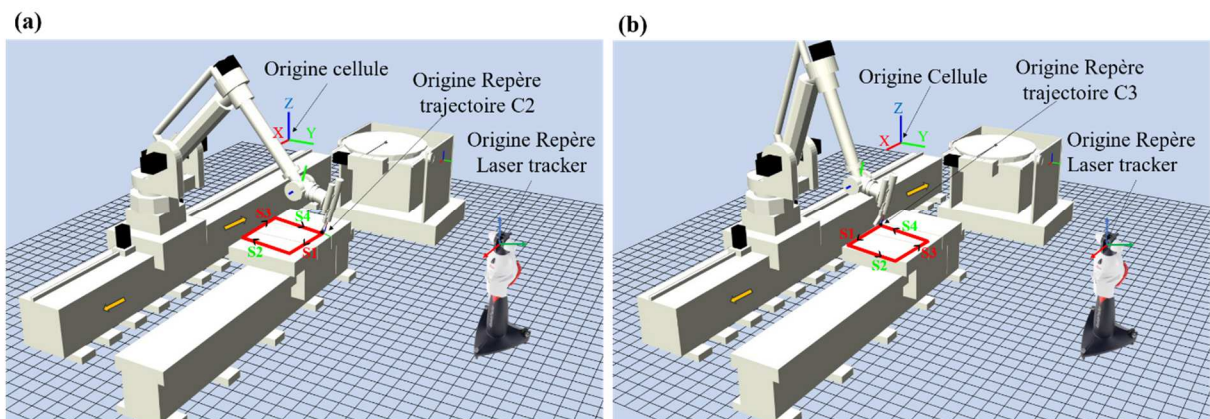 (a)
Origine cellule
Origine Repère
trajectoire C2
Origine Repère
Laser tracker
Z
X
Y
S3
S4
S2
S1
(b)
Origine Cellule
Origine Repère
trajectoire C3
Origine Repère
Laser tracker
Z
X
Y
S1
S4
S2
S3